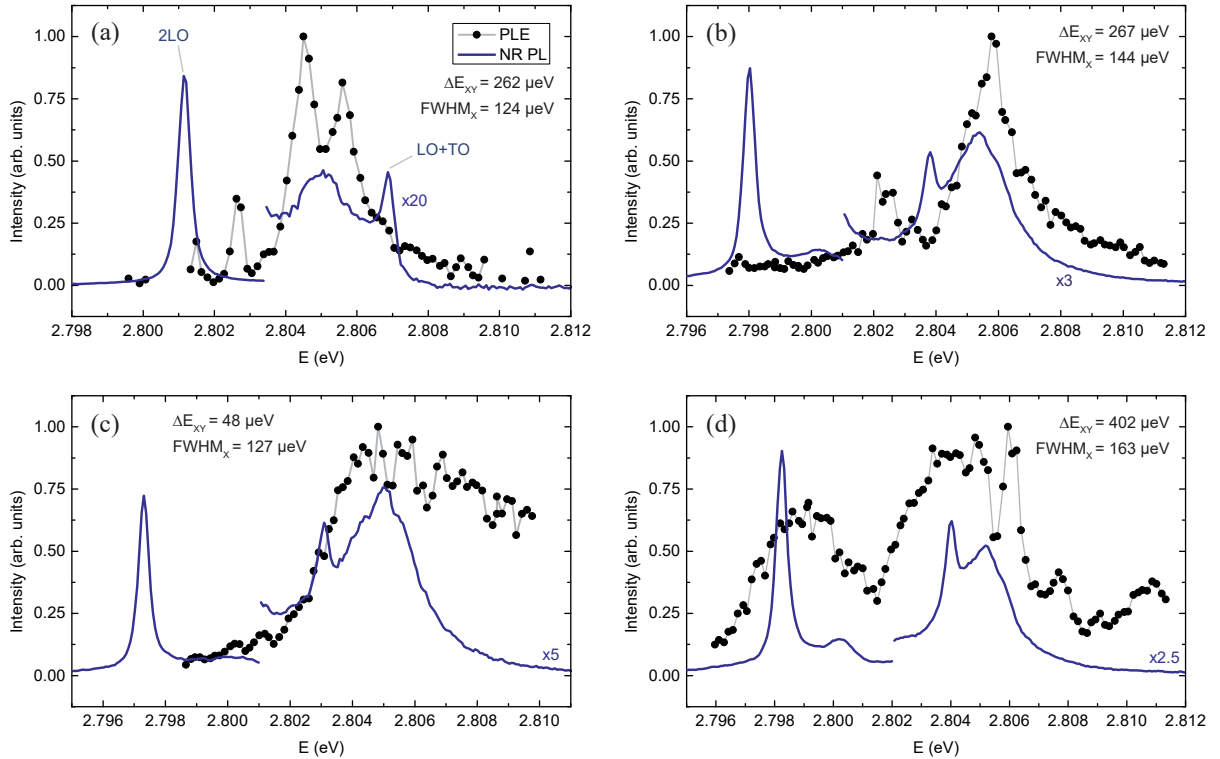 (a)
2LO
PLE
NR PL
ΔE_XY = 262 µeV
FWHM_X = 124 µeV
LO+TO
x20
1.00
0.75
0.50
0.25
0.00
Intensity (arb. units)
2.798 2.800 2.802 2.804 2.806 2.808 2.810 2.812
E (eV)
(b)
ΔE_XY = 267 µeV
FWHM_X = 144 µeV
x3
1.00
0.75
0.50
0.25
0.00
Intensity (arb. units)
2.796 2.798 2.800 2.802 2.804 2.806 2.808 2.810 2.812
E (eV)
(c)
ΔE_XY = 48 µeV
FWHM_X = 127 µeV
x5
1.00
0.75
0.50
0.25
0.00
Intensity (arb. units)
2.796 2.798 2.800 2.802 2.804 2.806 2.808 2.810
E (eV)
(d)
ΔE_XY = 402 µeV
FWHM_X = 163 µeV
x2.5
1.00
0.75
0.50
0.25
0.00
Intensity (arb. units)
2.796 2.798 2.800 2.802 2.804 2.806 2.808 2.810 2.812
E (eV)